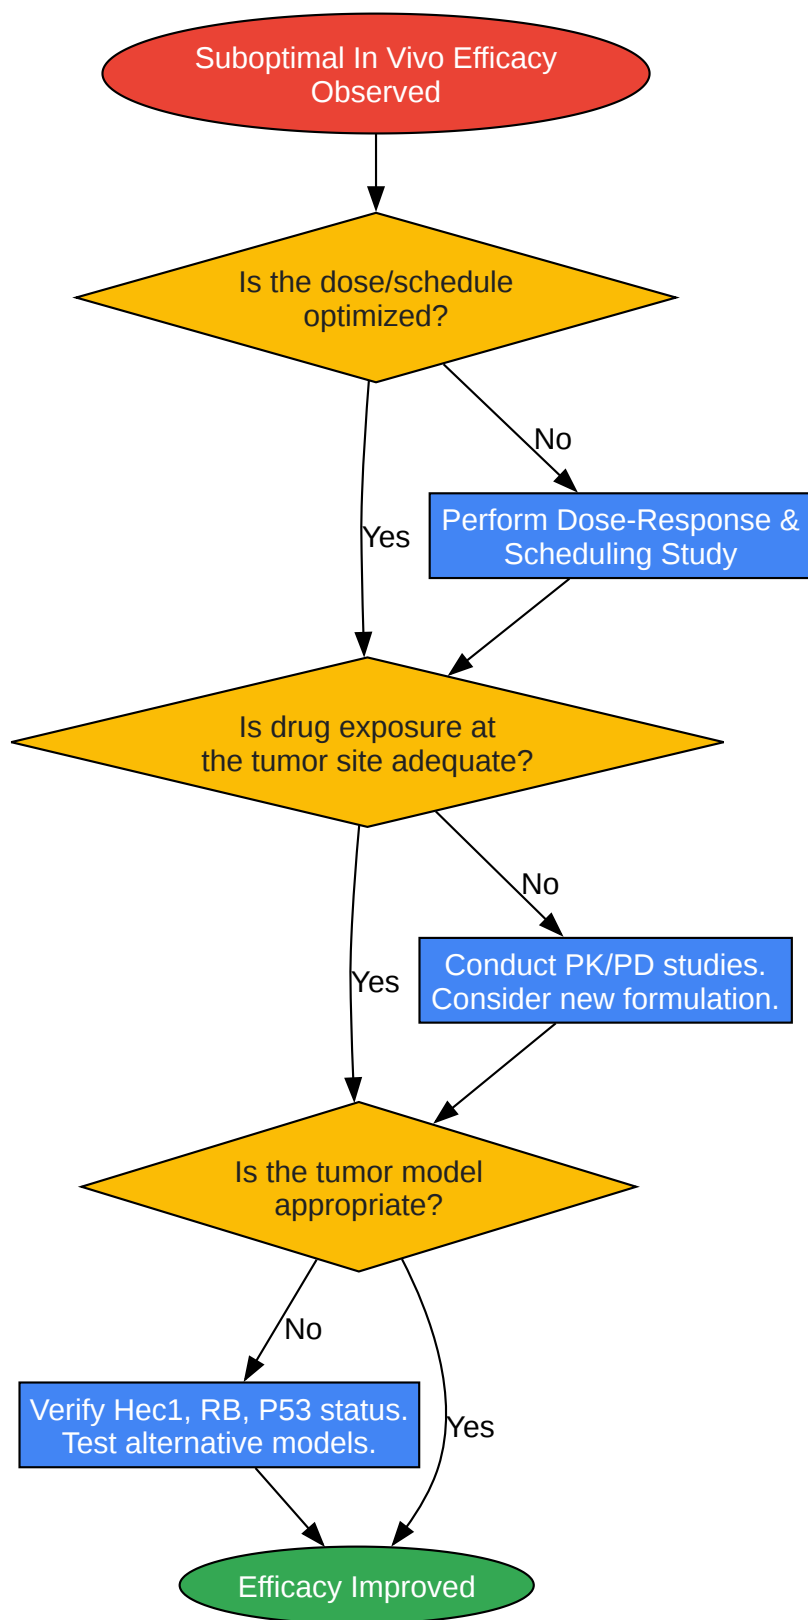 Suboptimal In Vivo Efficacy
Observed
Is the dose/schedule
optimized?
No
Perform Dose-Response &
Scheduling Study
Yes
Is drug exposure at
the tumor site adequate?
No
Conduct PK/PD studies.
Consider new formulation.
Yes
Is the tumor model
appropriate?
No
Verify Hec1, RB, P53 status.
Test alternative models.
Yes
Efficacy Improved